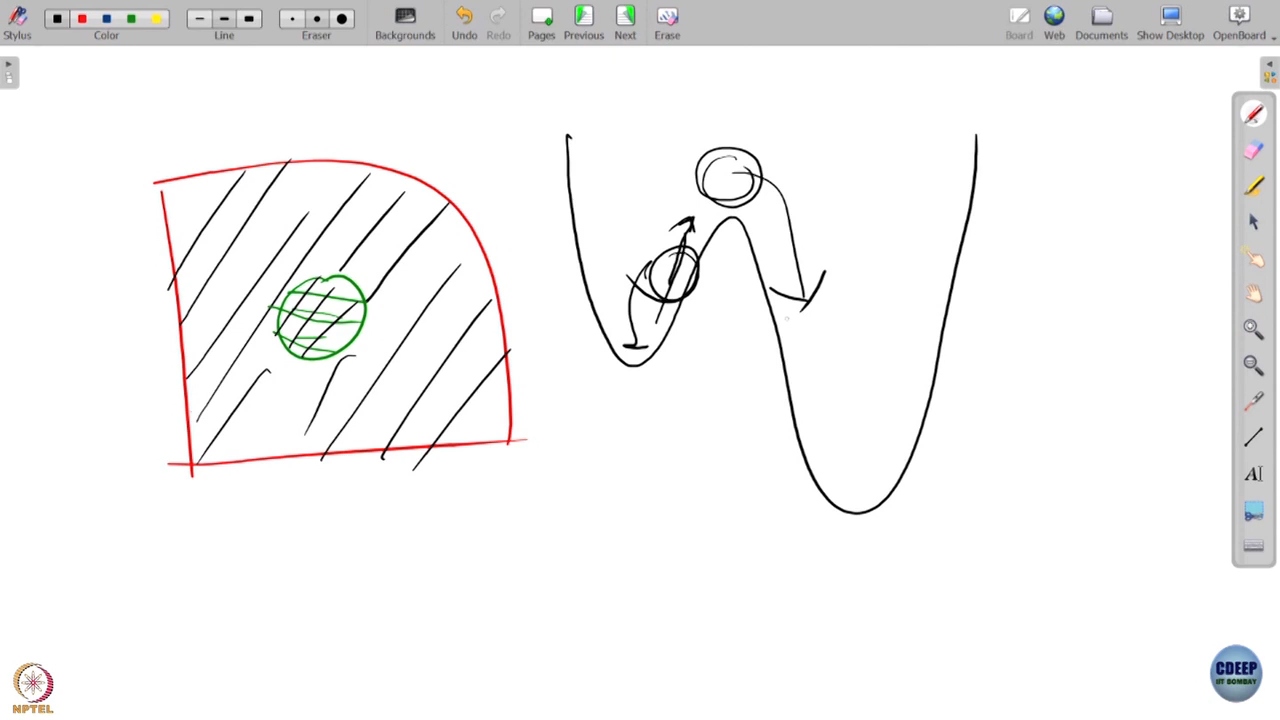 Stylus
Color
Line
Eraser
Backgrounds
Undo
Redo
Pages
Previous
Next
Erase
Board
Web
Documents
Show Desktop
OpenBoard
A
NPTEL
CDEEP
IIT BOMBAY